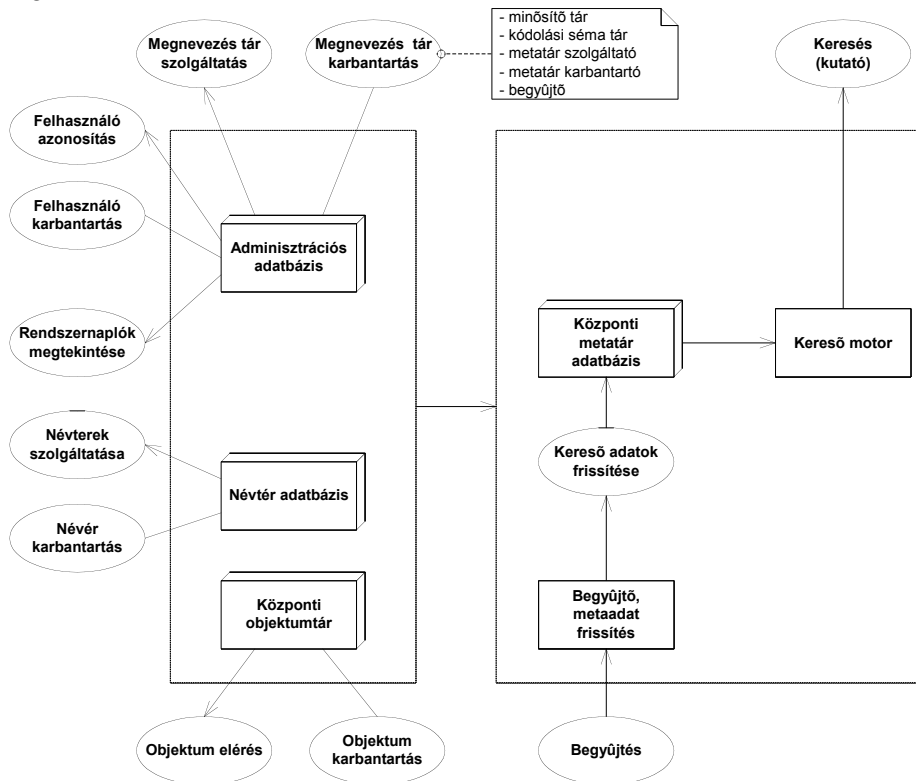 Megnevezés tár
szolgáltatás
Megnevezés tár
karbantartás
- minõsítõ tár
- kódolási séma tár
- metatár szolgáltató
- metatár karbantartó
- begyûjtõ
Keresés
(kutató)
Felhasználó
azonosítás
Felhasználó
karbantartás
Adminisztrációs
adatbázis
Rendszernaplók
megtekintése
Központi
metatár
adatbázis
Keresõ motor
Névterek
szolgáltatása
Névtér adatbázis
Keresõ adatok
frissítése
Névér
karbantartás
Központi
objektumtár
Begyûjtõ,
metaadat
frissítés
Objektum elérés
Objektum
karbantartás
Begyûjtés